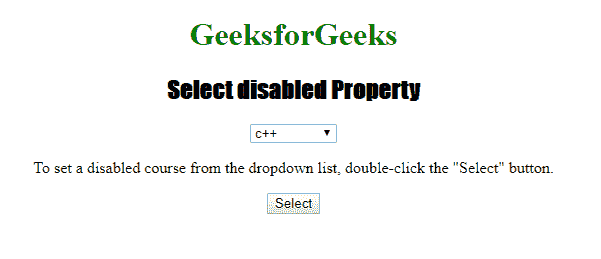 GeeksforGeeks
Select disabled Property
c++
To set a disabled course from the dropdown list, double-click the "Select" button.
Select